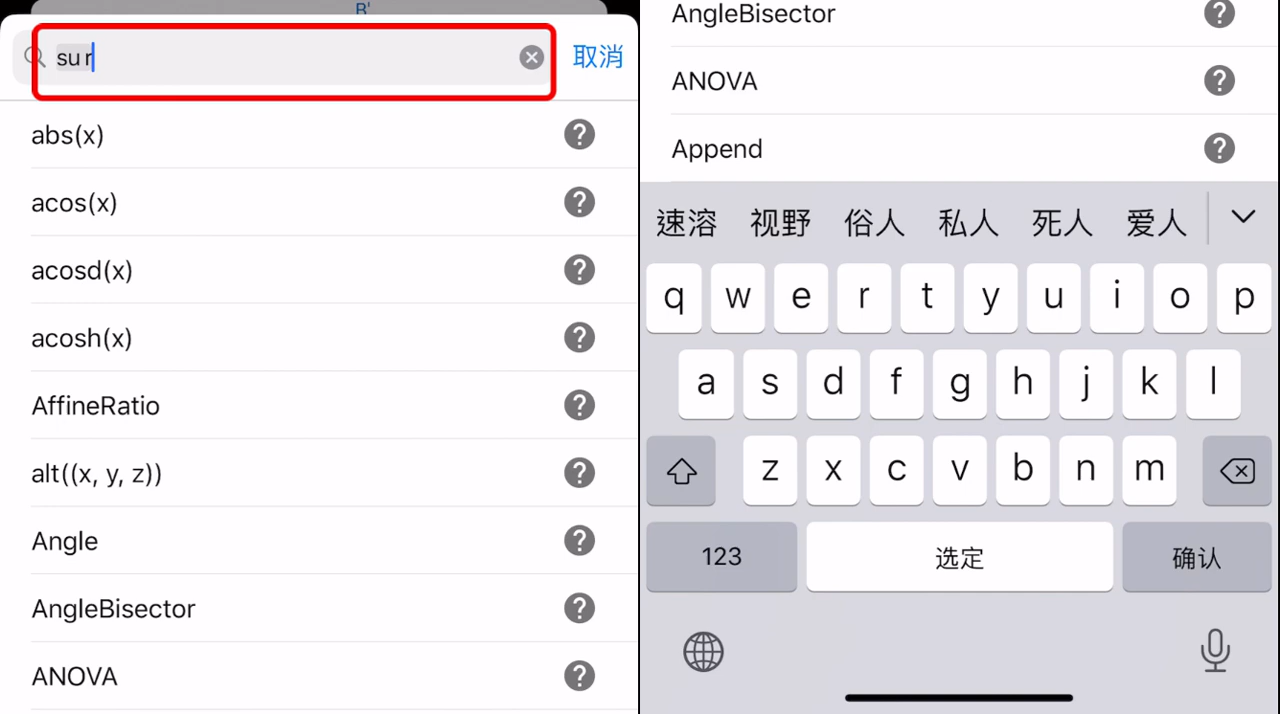 B'
su r
取消
abs(x)
acos(x)
acosd(x)
acosh(x)
AffineRatio
alt((x, y, z))
Angle
AngleBisector
ANOVA
AngleBisector
ANOVA
Append
速溶 视野 俗人 私人 死人 爱人
q w e r t y u i o p
a s d f g h j k l
z x c v b n m
123 选定 确认